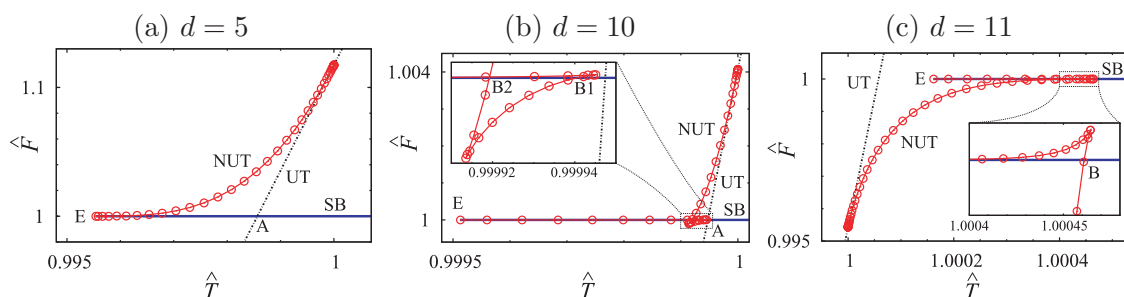 (a) d = 5
1.1
1
F̂
E
NUT
UT
A
SB
0.995
1
T̂
(b) d = 10
1.004
1
F̂
B2
B1
0.99992
0.99994
NUT
UT
E
SB
A
0.9995
1
T̂
(c) d = 11
1
0.995
F̂
UT
E
SB
NUT
B
1.0004
1.00045
1
1.0002
1.0004
T̂